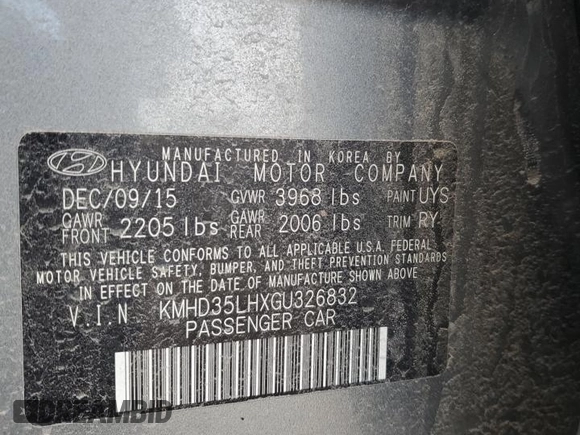 MANUFACTURED IN KOREA BY
HYUNDAI MOTOR COMPANY
DEC/09/15 GVWR 3968 lbs PAINT UYS
GAWR FRONT 2205 lbs GAWR REAR 2006 lbs TRIM RY
THIS VEHICLE CONFORMS TO ALL APPLICABLE U.S.A. FEDERAL
MOTOR VEHICLE SAFETY, BUMPER, AND THEFT PREVENTION STANDARDS
IN EFFECT ON THE DATE OF MANUFACTURE SHOWN ABOVE.
V.I.N KMHD35LHXGU326832
PASSENGER CAR
DREAMBID